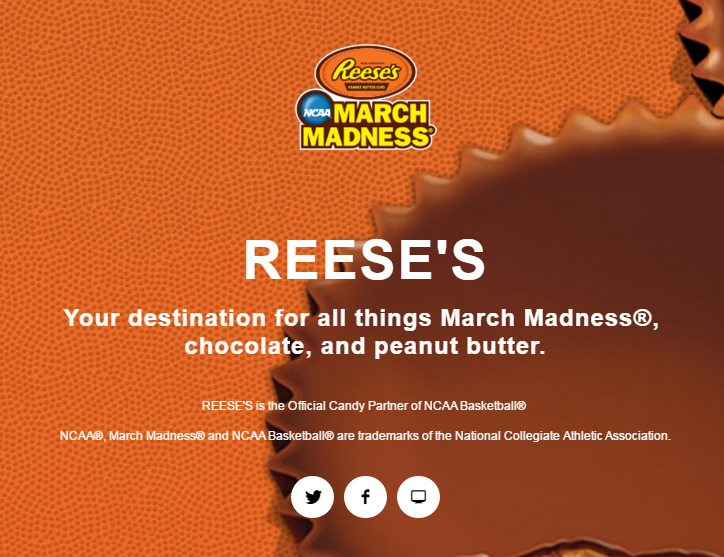 Reese's
PEANUT BUTTER CUPS
NCAA
MARCH
MADNESS®
REESE'S
Your destination for all things March Madness®,
chocolate, and peanut butter.
REESE'S is the Official Candy Partner of NCAA Basketball®
NCAA®, March Madness® and NCAA Basketball® are trademarks of the National Collegiate Athletic Association.